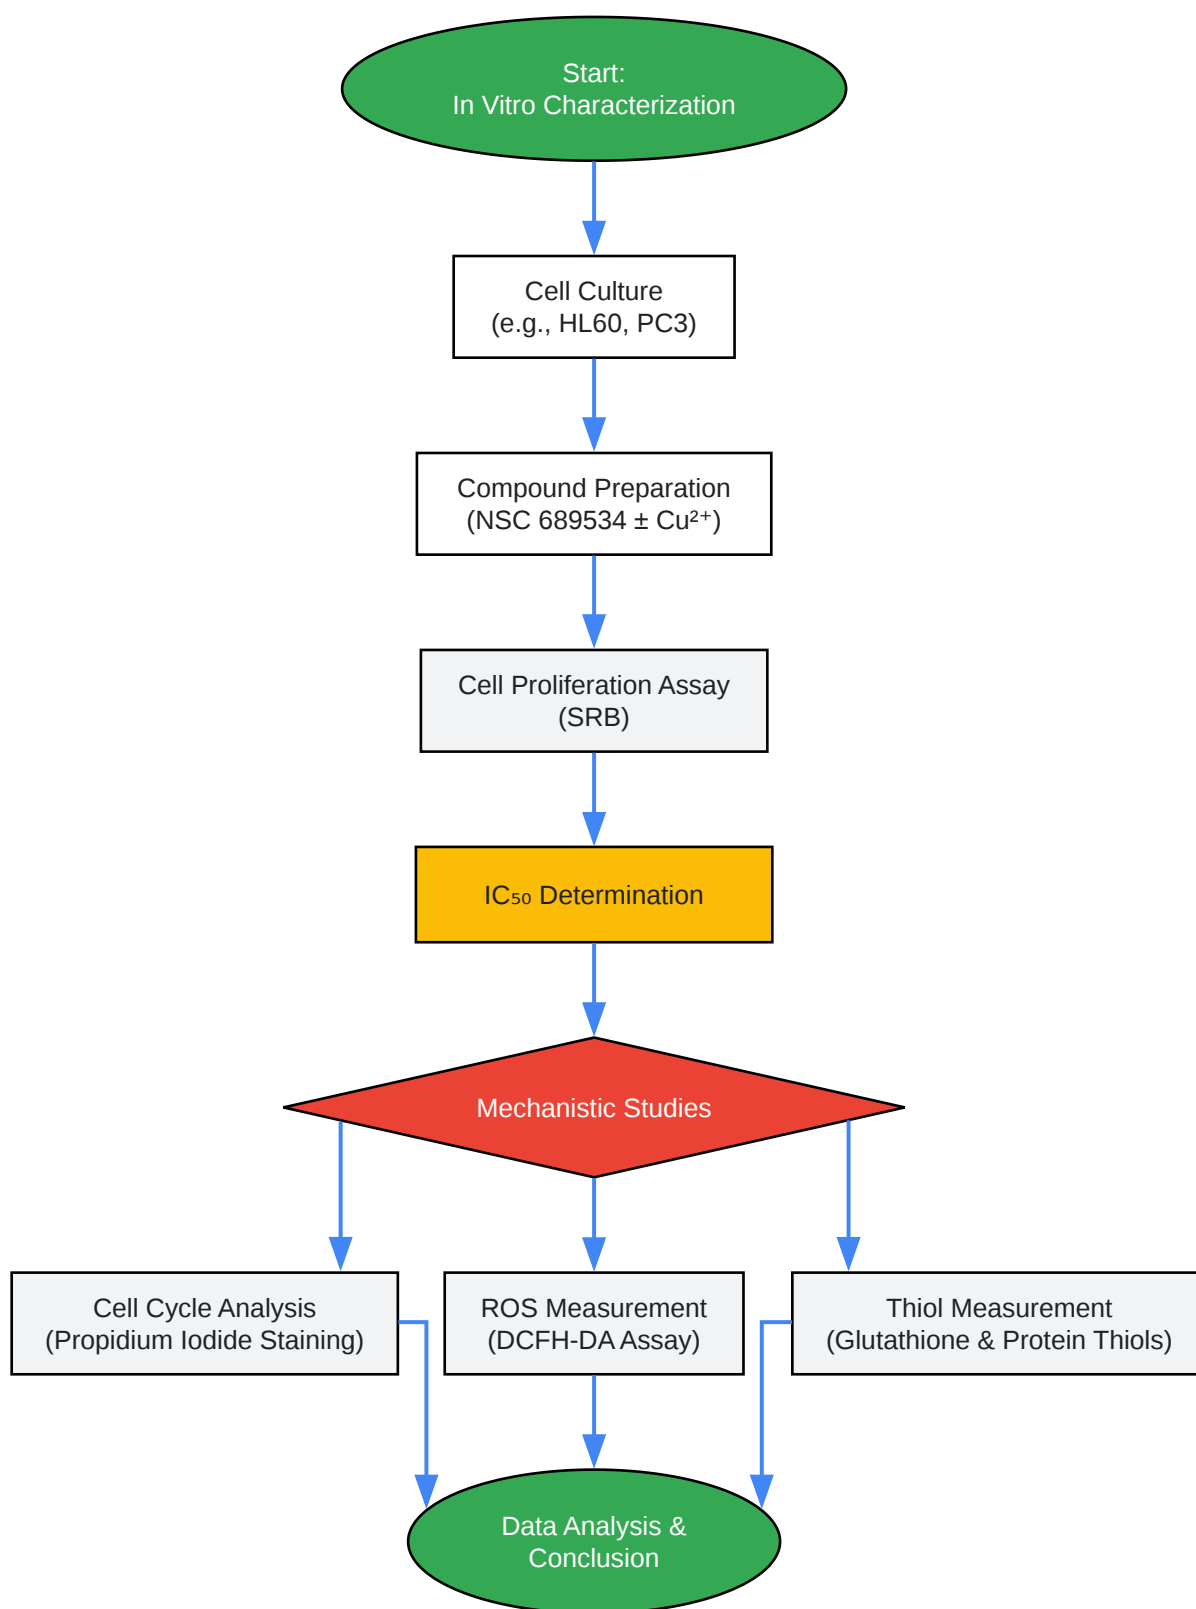 Start:
In Vitro Characterization
Cell Culture
(e.g., HL60, PC3)
Compound Preparation
(NSC 689534 ± Cu²⁺)
Cell Proliferation Assay
(SRB)
IC₅₀ Determination
Mechanistic Studies
Cell Cycle Analysis
(Propidium Iodide Staining)
ROS Measurement
(DCFH-DA Assay)
Thiol Measurement
(Glutathione & Protein Thiols)
Data Analysis &
Conclusion